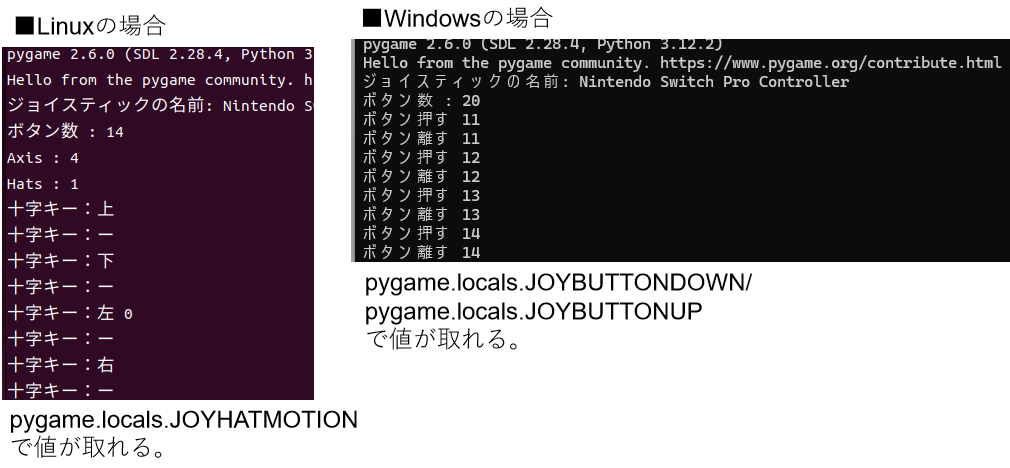 ■Linuxの場合
pygame 2.6.0 (SDL 2.28.4, Python 3.
Hello from the pygame community. h
ジョイスティックの名前: Nintendo S
ボタン数 : 14
Axis : 4
Hats : 1
十字キー：上
十字キー：ー
十字キー：下
十字キー：ー
十字キー：左 0
十字キー：ー
十字キー：右
十字キー：ー
pygame.locals.JOYHATMOTION
で値が取れる。
■Windowsの場合
pygame 2.6.0 (SDL 2.28.4, Python 3.12.2)
Hello from the pygame community. https://www.pygame.org/contribute.html
ジョイスティックの名前: Nintendo Switch Pro Controller
ボタン数 : 20
ボタン押す 11
ボタン離す 11
ボタン押す 12
ボタン離す 12
ボタン押す 13
ボタン離す 13
ボタン押す 14
ボタン離す 14
pygame.locals.JOYBUTTONDOWN/
pygame.locals.JOYBUTTONUP
で値が取れる。